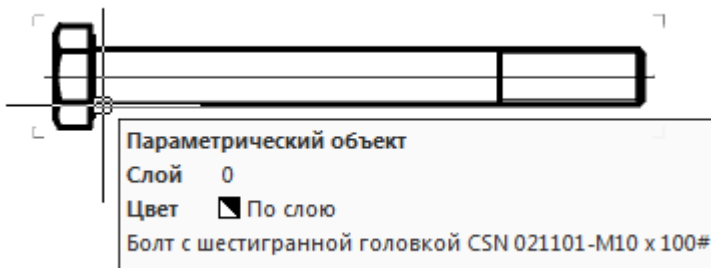 Параметрический объект
Слой 0
Цвет По слою
Болт с шестигранной головкой CSN 021101-M10 x 100#